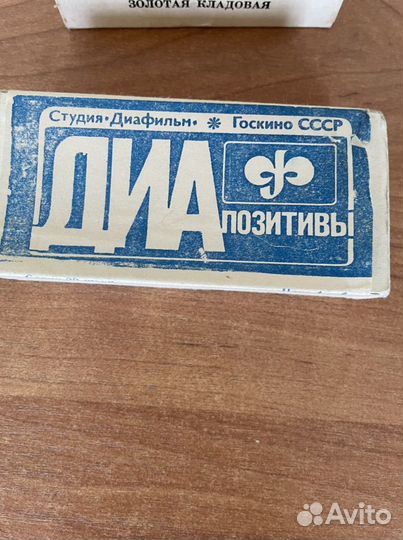 ЗОЛОТАЯ КЛАДОВАЯ
Студия•Диафильм• * Госкино СССР
ДИА
ПОЗИТИВЫ
Avito